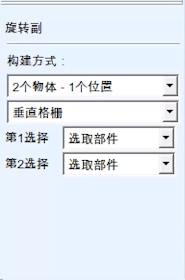 旋转副
构建方式：
2个物体 - 1个位置
垂直格栅
第1选择 选取部件
第2选择 选取部件